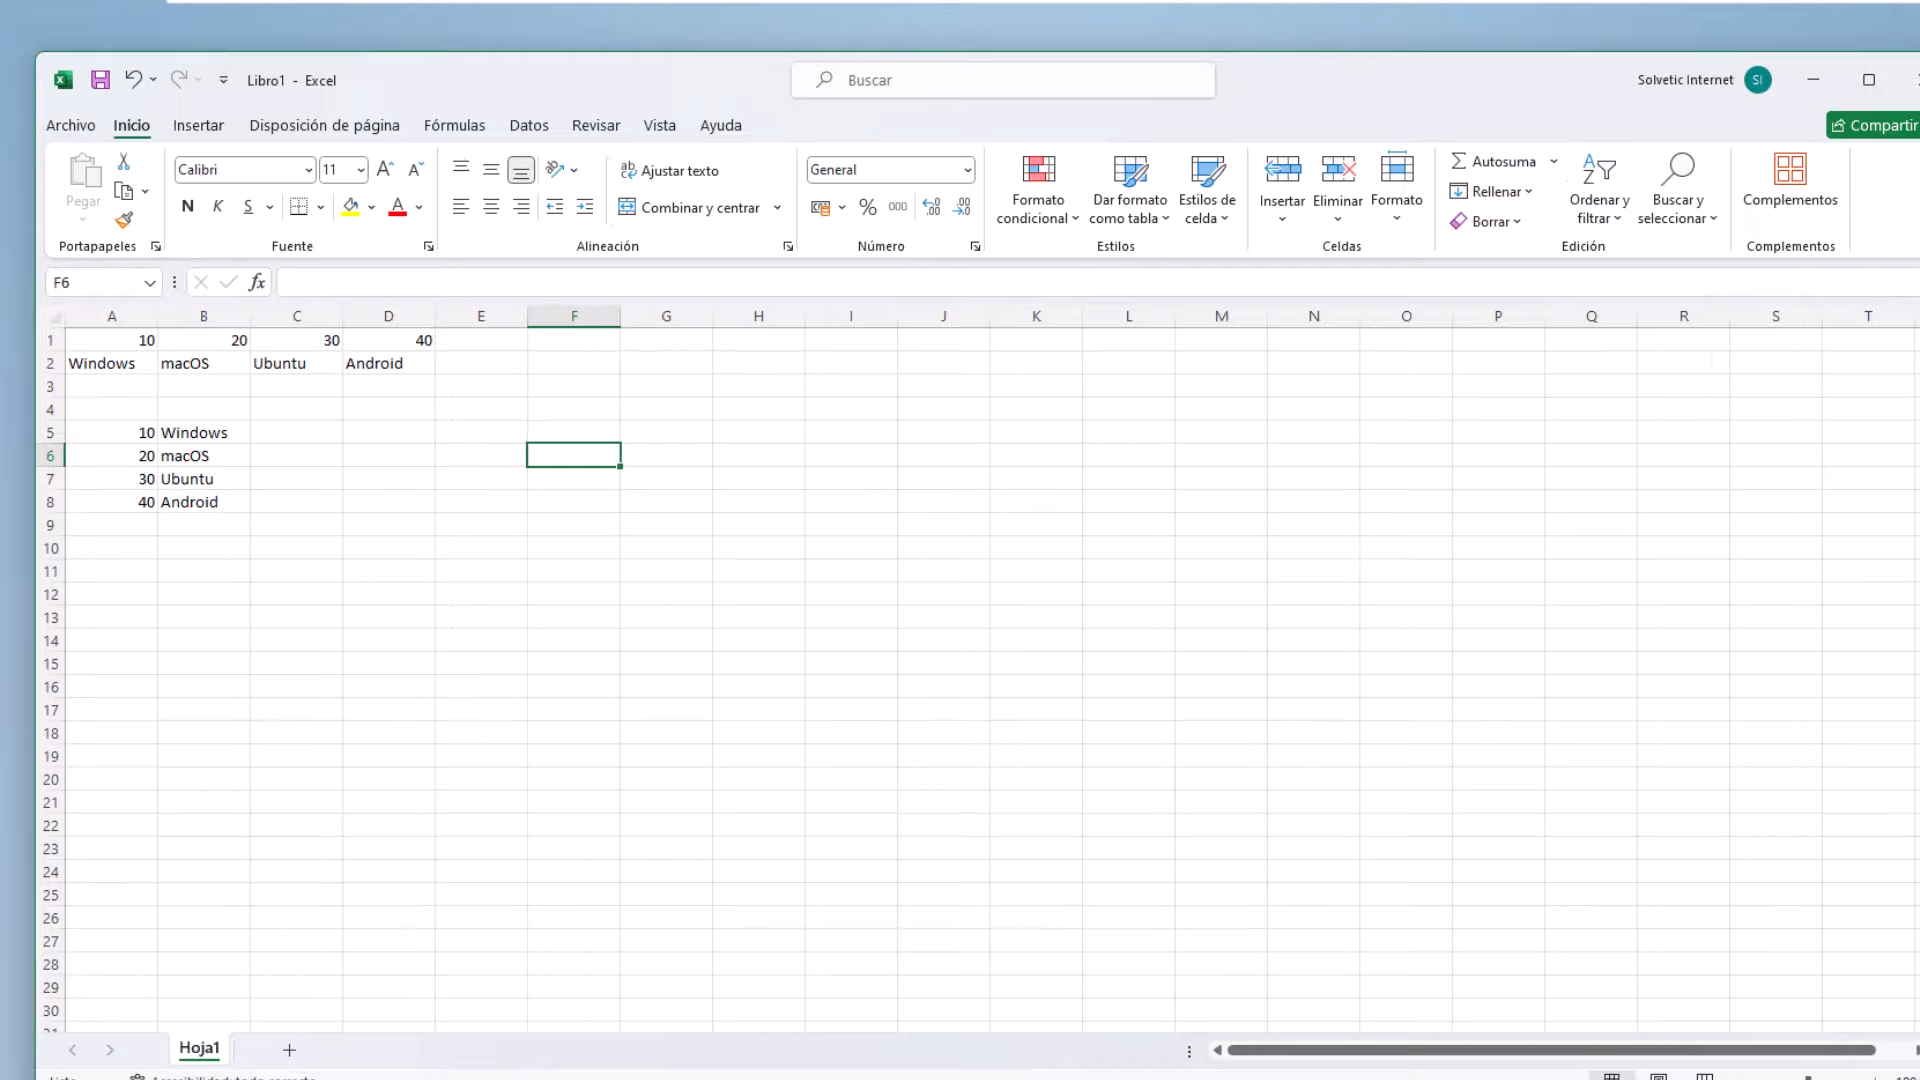 Libro1 - Excel
Buscar
Solvetic Internet SI
Archivo Inicio Insertar Disposición de página Fórmulas Datos Revisar Vista Ayuda Compartir
Pegar
Portapapeles
Calibri 11
N K S A
Fuente
ab Ajustar texto
Combinar y centrar
Alineación
General
% 000
Número
Formato condicional
Dar formato como tabla
Estilos de celda
Estilos
Insertar Eliminar Formato
Celdas
Autosuma
Rellenar
Borrar
Ordenar y filtrar
Buscar y seleccionar
Edición
Complementos
Complementos
F6 fx
A B C D E F G H I J K L M N O P Q R S T
1 10 20 30 40
2 Windows macOS Ubuntu Android
3
4
5 10 Windows
6 20 macOS
7 30 Ubuntu
8 40 Android
9
10
11
12
13
14
15
16
17
18
19
20
21
22
23
24
25
26
27
28
29
30
Hoja1 +